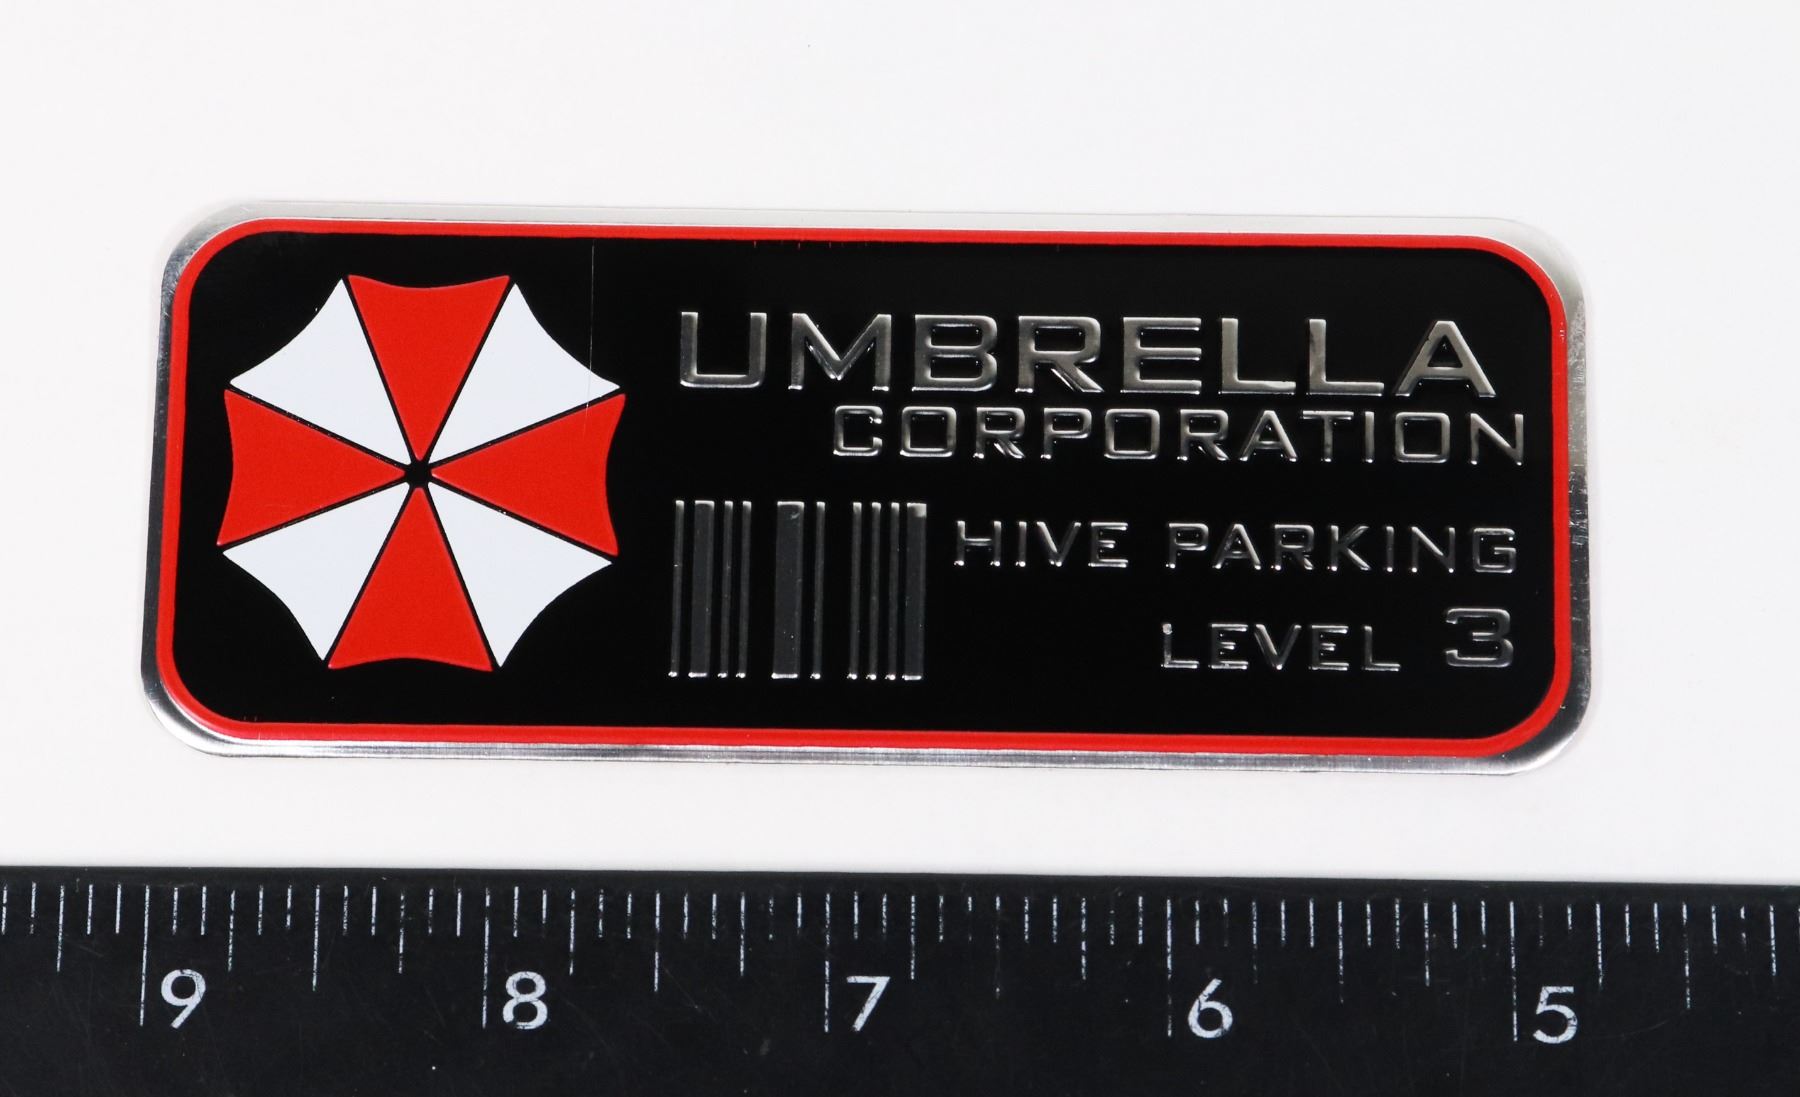 UMBRELLA
CORPORATION
HIVE PARKING
LEVEL 3
9 8 7 6 5